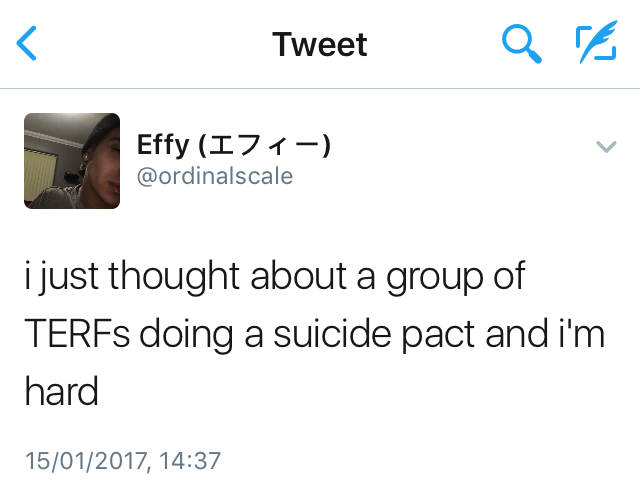 Tweet
Effy (エフィー)
@ordinalscale
i just thought about a group of
TERFs doing a suicide pact and i'm
hard
15/01/2017, 14:37